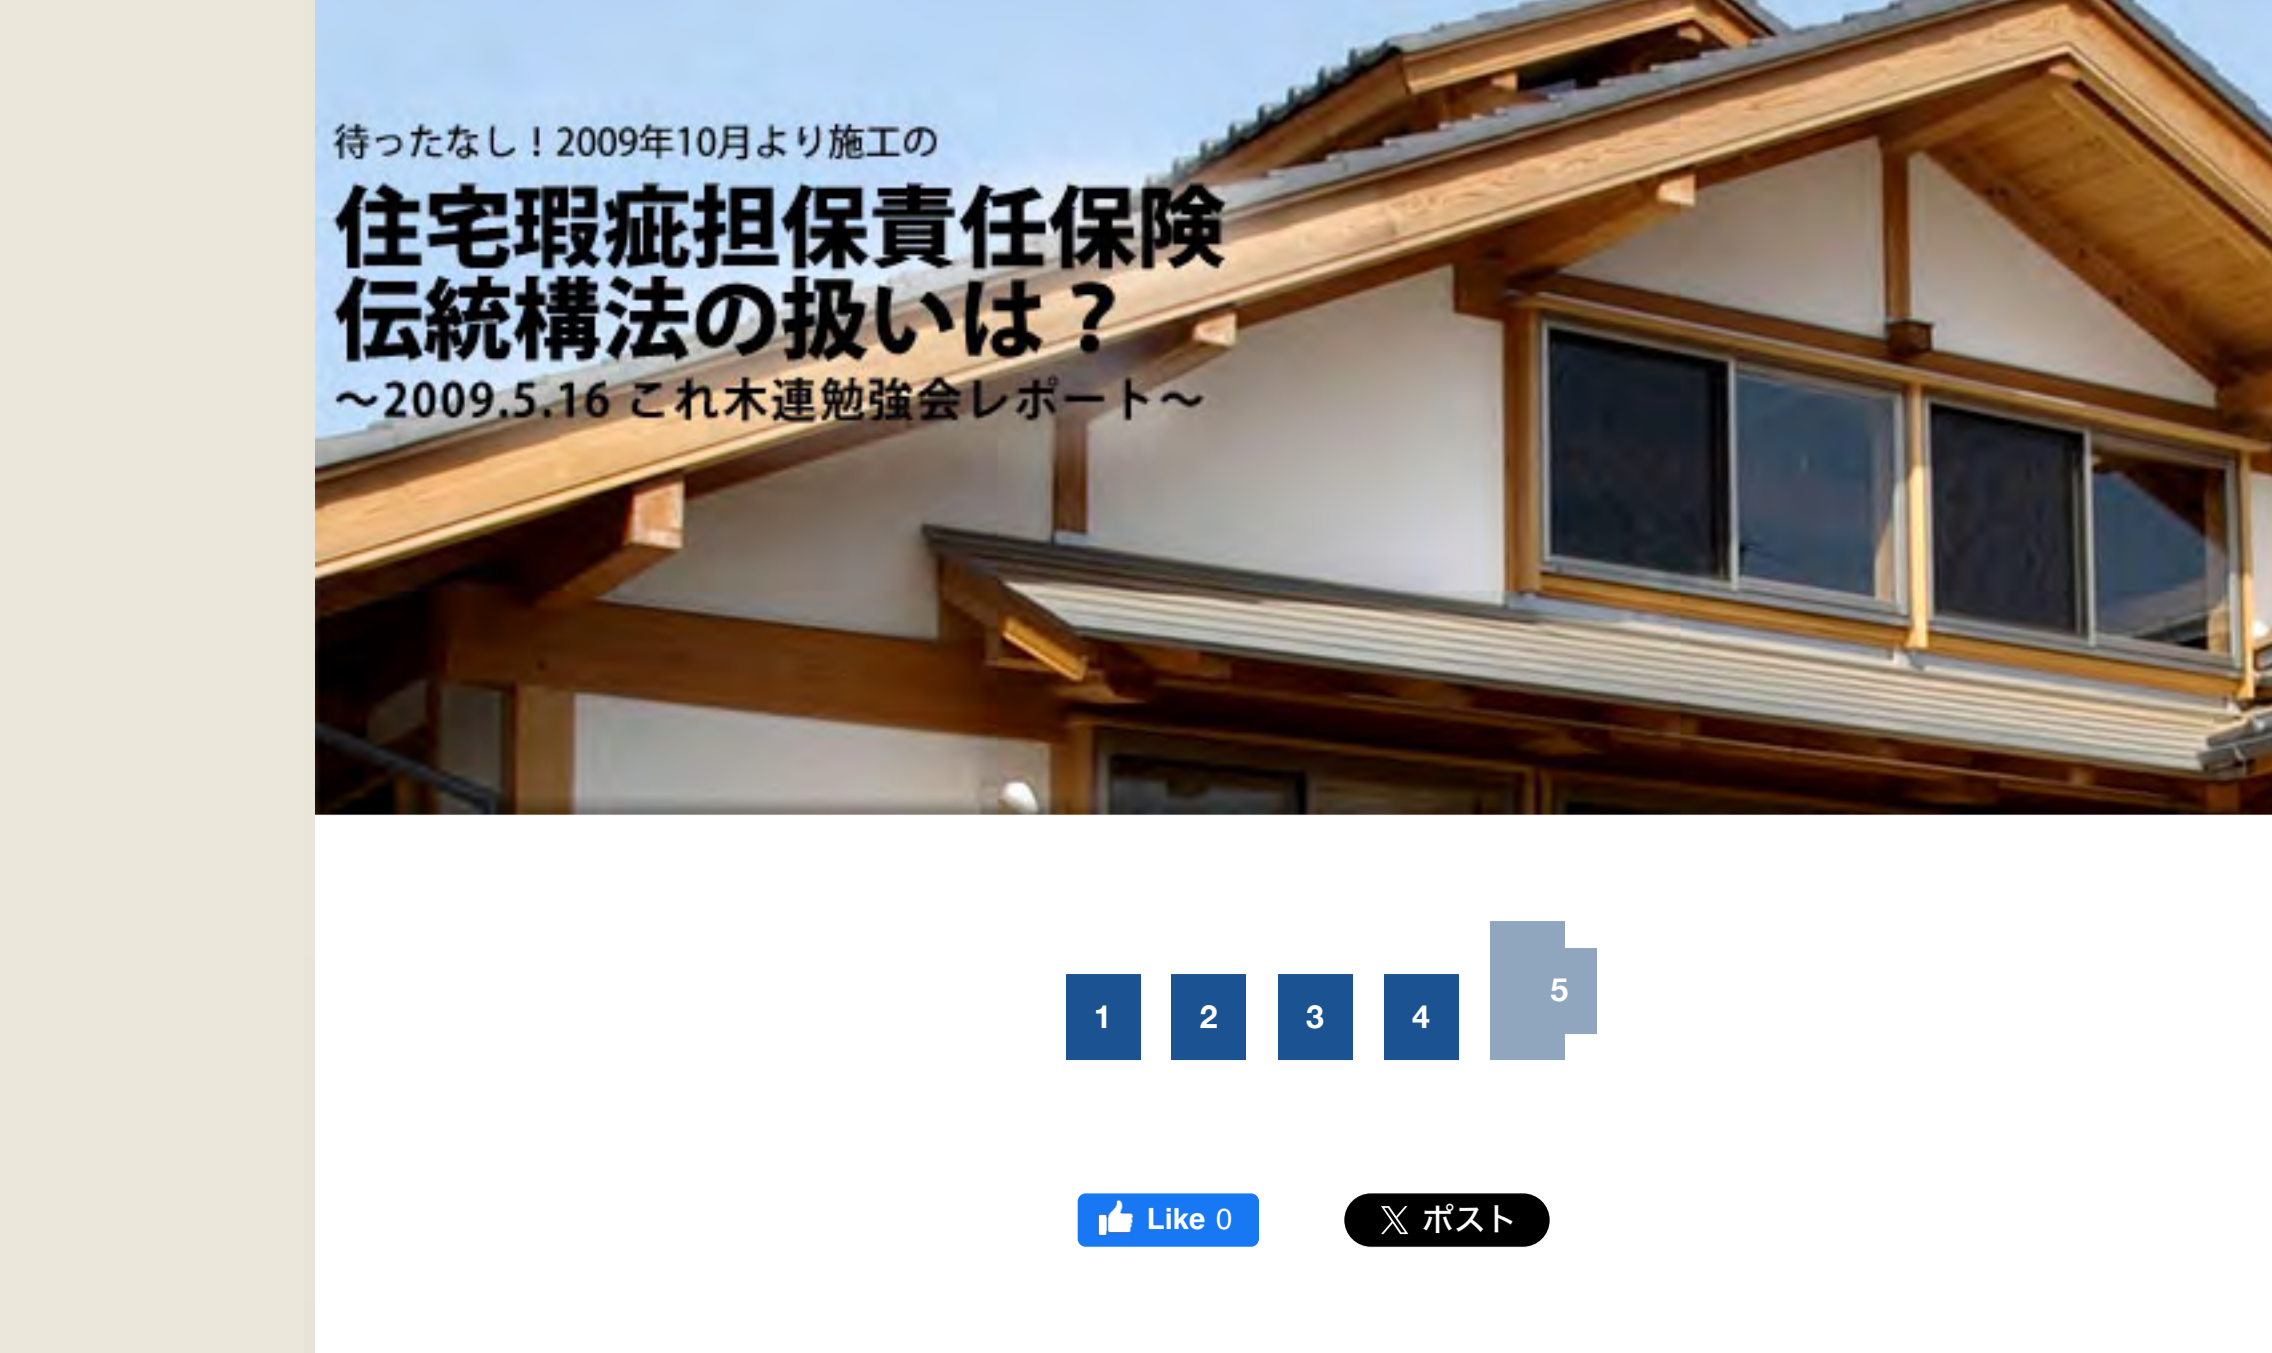 待ったなし！2009年10月より施工の
住宅瑕疵担保責任保険
伝統構法の扱いは？
～2009.5.16 これ木連勉強会レポート～
1 2 3 4 5
Like 0 𝕏 ポスト